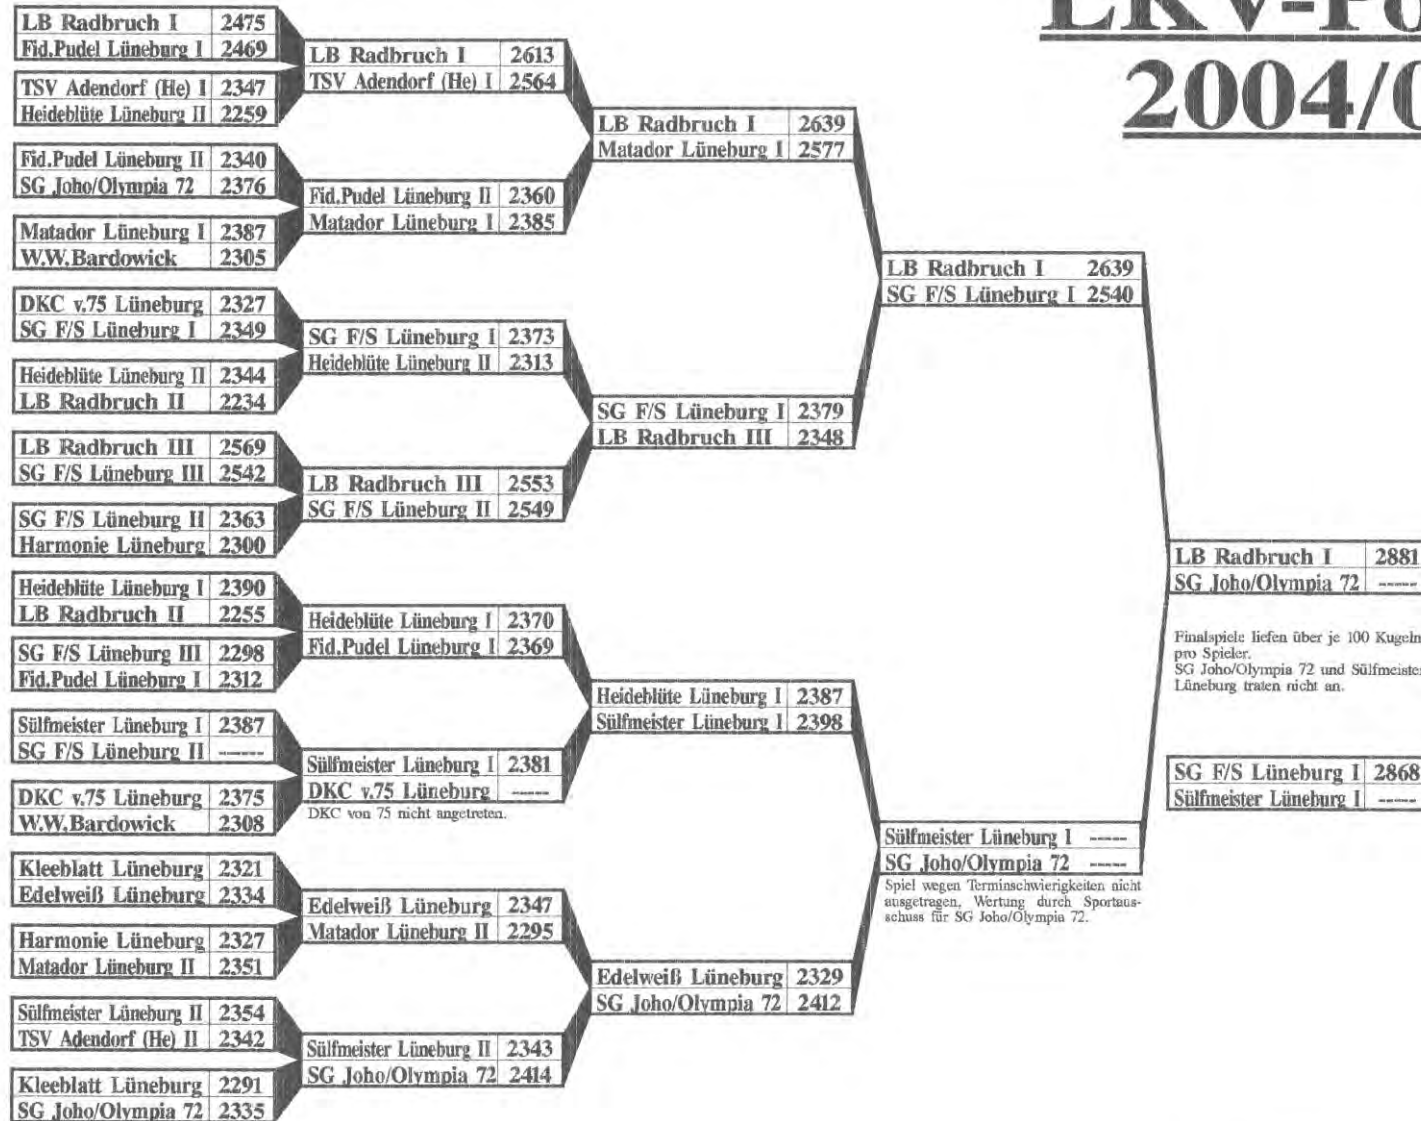 2004/0
LB Radbruch I 2475
Fid.Pudel Lüneburg I 2469
TSV Adendorf (He) I 2347
Heideblüte Lüneburg II 2259
Fid.Pudel Lüneburg II 2340
SG Joho/Olympia 72 2376
Matador Lüneburg I 2387
W.W.Bardowick 2305
DKC v.75 Lüneburg 2327
SG F/S Lüneburg I 2349
Heideblüte Lüneburg II 2344
LB Radbruch II 2234
LB Radbruch III 2569
SG F/S Lüneburg III 2542
SG F/S Lüneburg II 2363
Harmonie Lüneburg 2300
Heideblüte Lüneburg I 2390
LB Radbruch II 2255
SG F/S Lüneburg III 2298
Fid.Pudel Lüneburg I 2312
Sülfmeister Lüneburg I 2387
SG F/S Lüneburg II -----
DKC v.75 Lüneburg 2375
W.W.Bardowick 2308
Kleeblatt Lüneburg 2321
Edelweiß Lüneburg 2334
Harmonie Lüneburg 2327
Matador Lüneburg II 2351
Sülfmeister Lüneburg II 2354
TSV Adendorf (He) II 2342
Kleeblatt Lüneburg 2291
SG Joho/Olympia 72 2335
LB Radbruch I 2613
TSV Adendorf (He) I 2564
Fid.Pudel Lüneburg II 2360
Matador Lüneburg I 2385
SG F/S Lüneburg I 2373
Heideblüte Lüneburg II 2313
LB Radbruch III 2553
SG F/S Lüneburg II 2549
Heideblüte Lüneburg I 2370
Fid.Pudel Lüneburg I 2369
Sülfmeister Lüneburg I 2381
DKC v.75 Lüneburg -----
DKC von 75 nicht angetreten.
Edelweiß Lüneburg 2347
Matador Lüneburg II 2295
Sülfmeister Lüneburg II 2343
SG Joho/Olympia 72 2414
LB Radbruch I 2639
Matador Lüneburg I 2577
SG F/S Lüneburg I 2379
LB Radbruch III 2348
Heideblüte Lüneburg I 2387
Sülfmeister Lüneburg I 2398
Edelweiß Lüneburg 2329
SG Joho/Olympia 72 2412
LB Radbruch I 2639
SG F/S Lüneburg I 2540
Sülfmeister Lüneburg I -----
SG Joho/Olympia 72 -----
Spiel wegen Terminschwierigkeiten nicht
ausgetragen, Wertung durch Sportaus-
schuss für SG Joho/Olympia 72.
LB Radbruch I 2881
SG Joho/Olympia 72 -----
Finalspiele liefen über je 100 Kugeln
pro Spieler.
SG Joho/Olympia 72 und Sülfmeister
Lüneburg traten nicht an.
SG F/S Lüneburg I 2868
Sülfmeister Lüneburg I -----